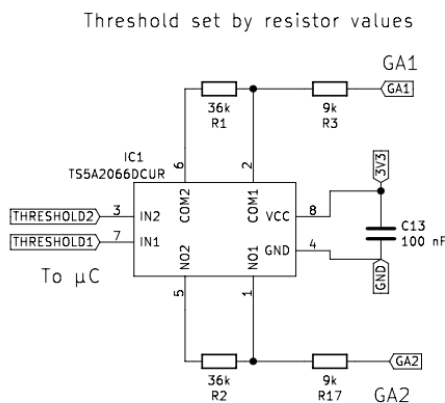 Threshold set by resistor values
GA1
36k
R1
9k
R3
GA1
IC1
TS5A2066DCUR
6
2
COM2
COM1
3V3
THRESHOLD2
3
IN2
VCC
8
THRESHOLD1
7
IN1
GND
4
C13
100 nF
To µC
NO2
NO1
GND
5
1
36k
R2
9k
R17
GA2
GA2